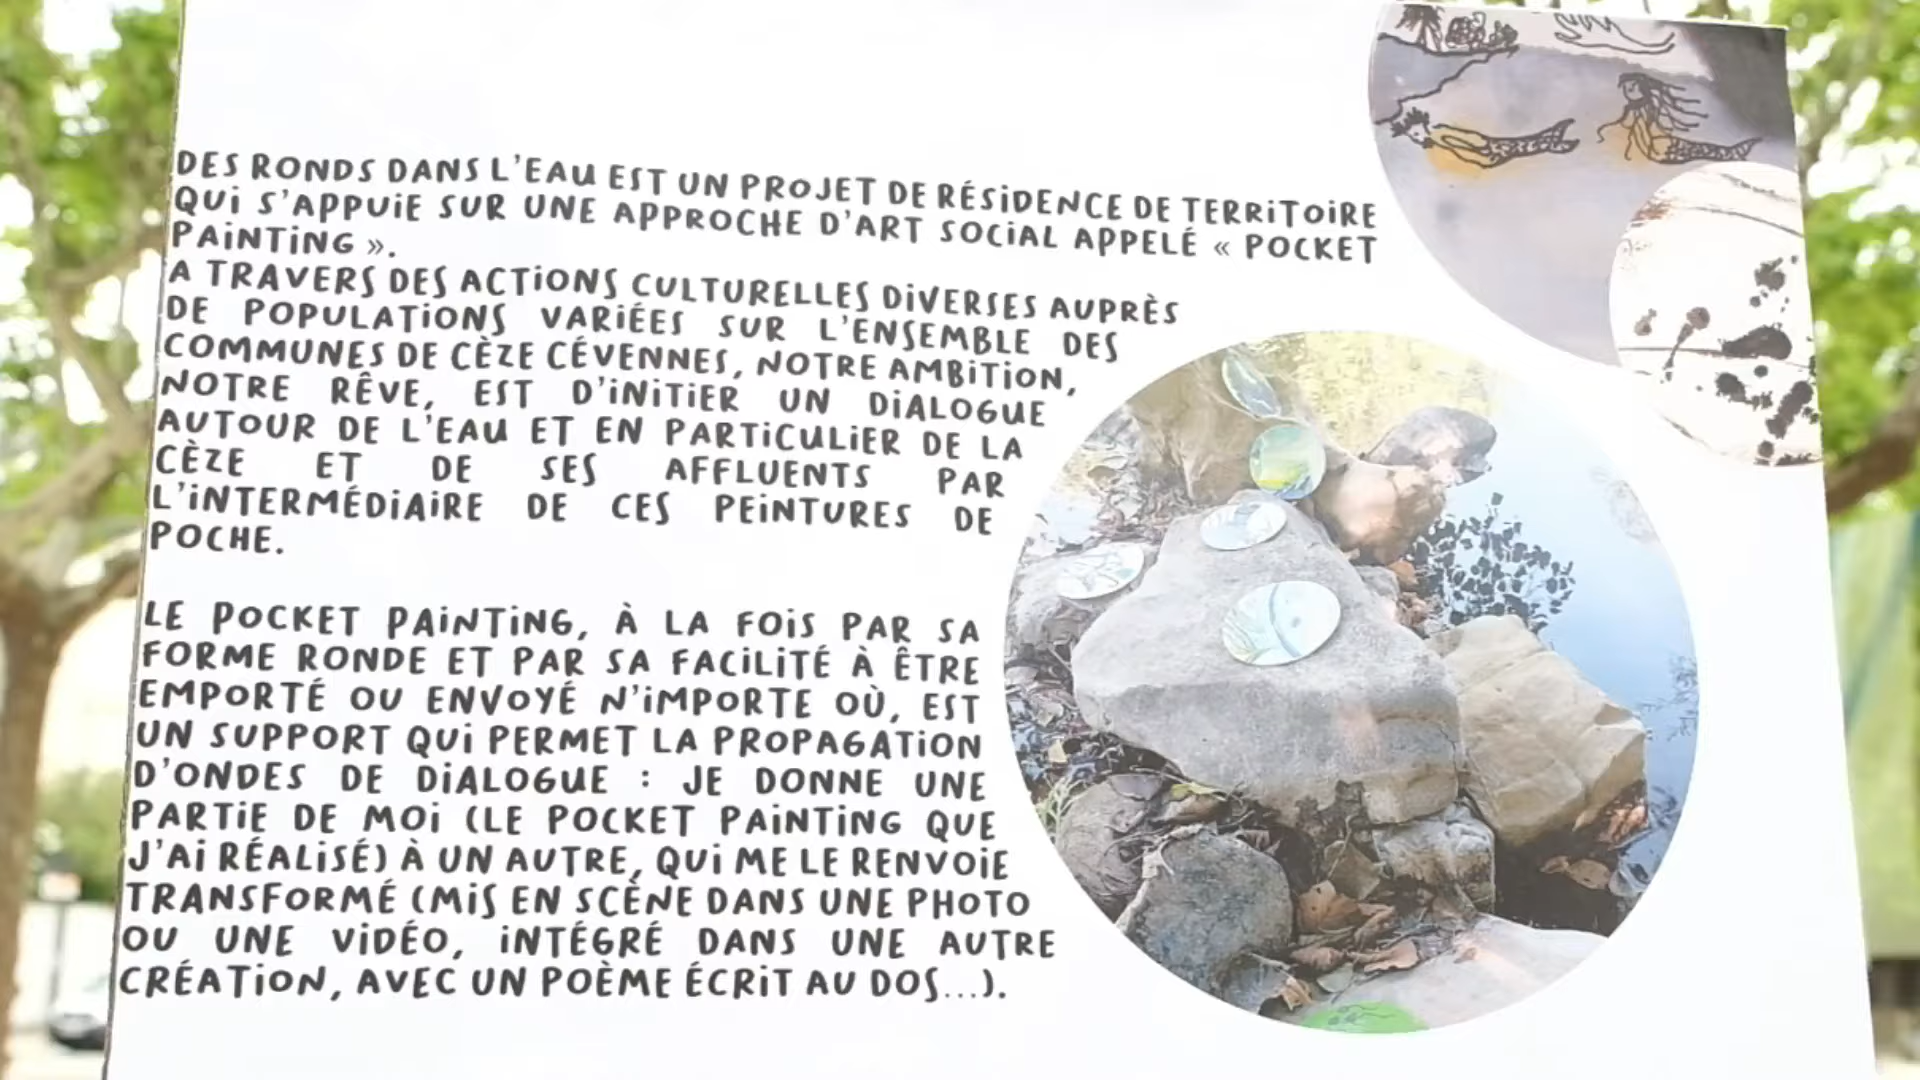 DES RONDS DANS L'EAU EST UN PROJET DE RÉSIDENCE DE TERRITOIRE
QUI S'APPUIE SUR UNE APPROCHE D'ART SOCIAL APPELÉ « POCKET
PAINTING ».
A TRAVERS DES ACTIONS CULTURELLES DIVERSES AUPRÈS
DE POPULATIONS VARIÉES SUR L'ENSEMBLE DES
COMMUNES DE CÈZE CÉVENNES, NOTRE AMBITION,
NOTRE RÊVE, EST D'INITIER UN DIALOGUE
AUTOUR DE L'EAU ET EN PARTICULIER DE LA
CÈZE ET DE SES AFFLUENTS PAR
L'INTERMÉDIAIRE DE CES PEINTURES DE
POCHE.
LE POCKET PAINTING, À LA FOIS PAR SA
FORME RONDE ET PAR SA FACILITÉ À ÊTRE
EMPORTÉ OU ENVOYÉ N'IMPORTE OÙ, EST
UN SUPPORT QUI PERMET LA PROPAGATION
D'ONDES DE DIALOGUE : JE DONNE UNE
PARTIE DE MOI (LE POCKET PAINTING QUE
J'AI RÉALISÉ) À UN AUTRE, QUI ME LE RENVOIE
TRANSFORMÉ (MIS EN SCÈNE DANS UNE PHOTO
OU UNE VIDÉO, INTÉGRÉ DANS UNE AUTRE
CRÉATION, AVEC UN POÈME ÉCRIT AU DOS...).